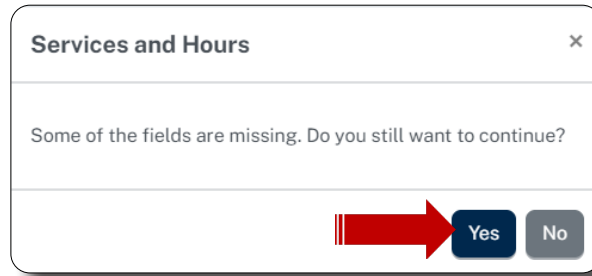 Services and Hours ×
Some of the fields are missing. Do you still want to continue?
Yes No